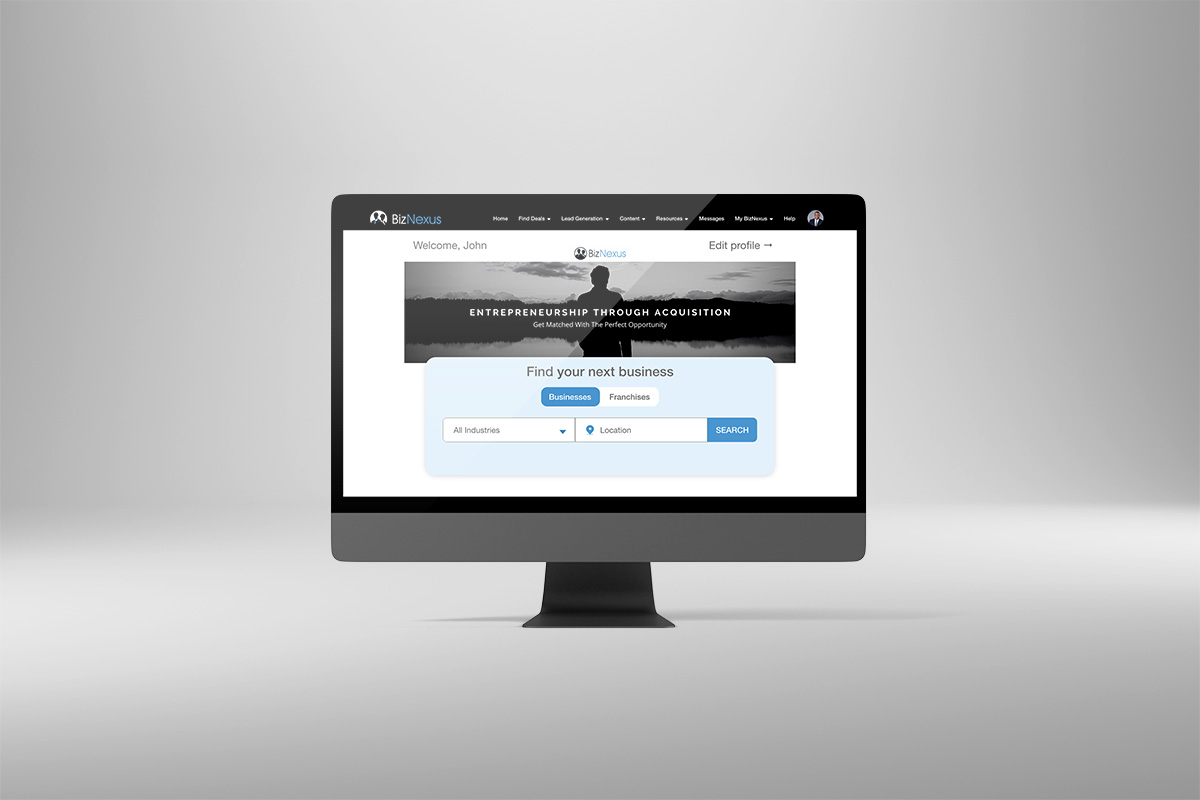 BizNexus
Home Find Deals Lead Generation Content Resources Messages My BizNexus Help
Welcome, John
BizNexus
Edit profile →
ENTREPRENEURSHIP THROUGH ACQUISITION
Get Matched With The Perfect Opportunity
Find your next business
Businesses Franchises
All Industries Location SEARCH